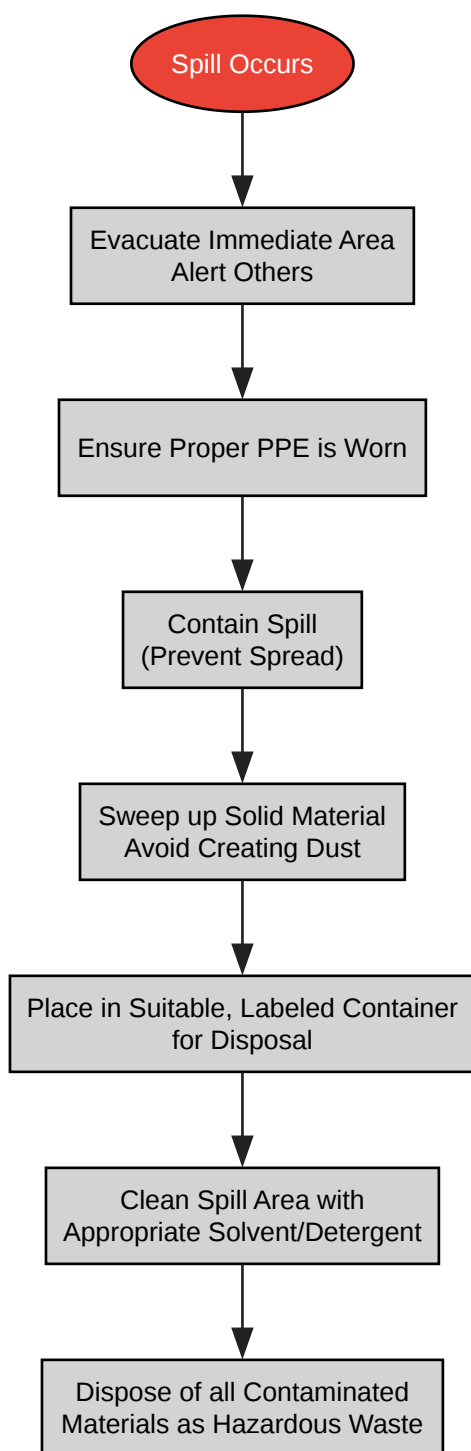 Spill Occurs
Evacuate Immediate Area
Alert Others
Ensure Proper PPE is Worn
Contain Spill
(Prevent Spread)
Sweep up Solid Material
Avoid Creating Dust
Place in Suitable, Labeled Container
for Disposal
Clean Spill Area with
Appropriate Solvent/Detergent
Dispose of all Contaminated
Materials as Hazardous Waste